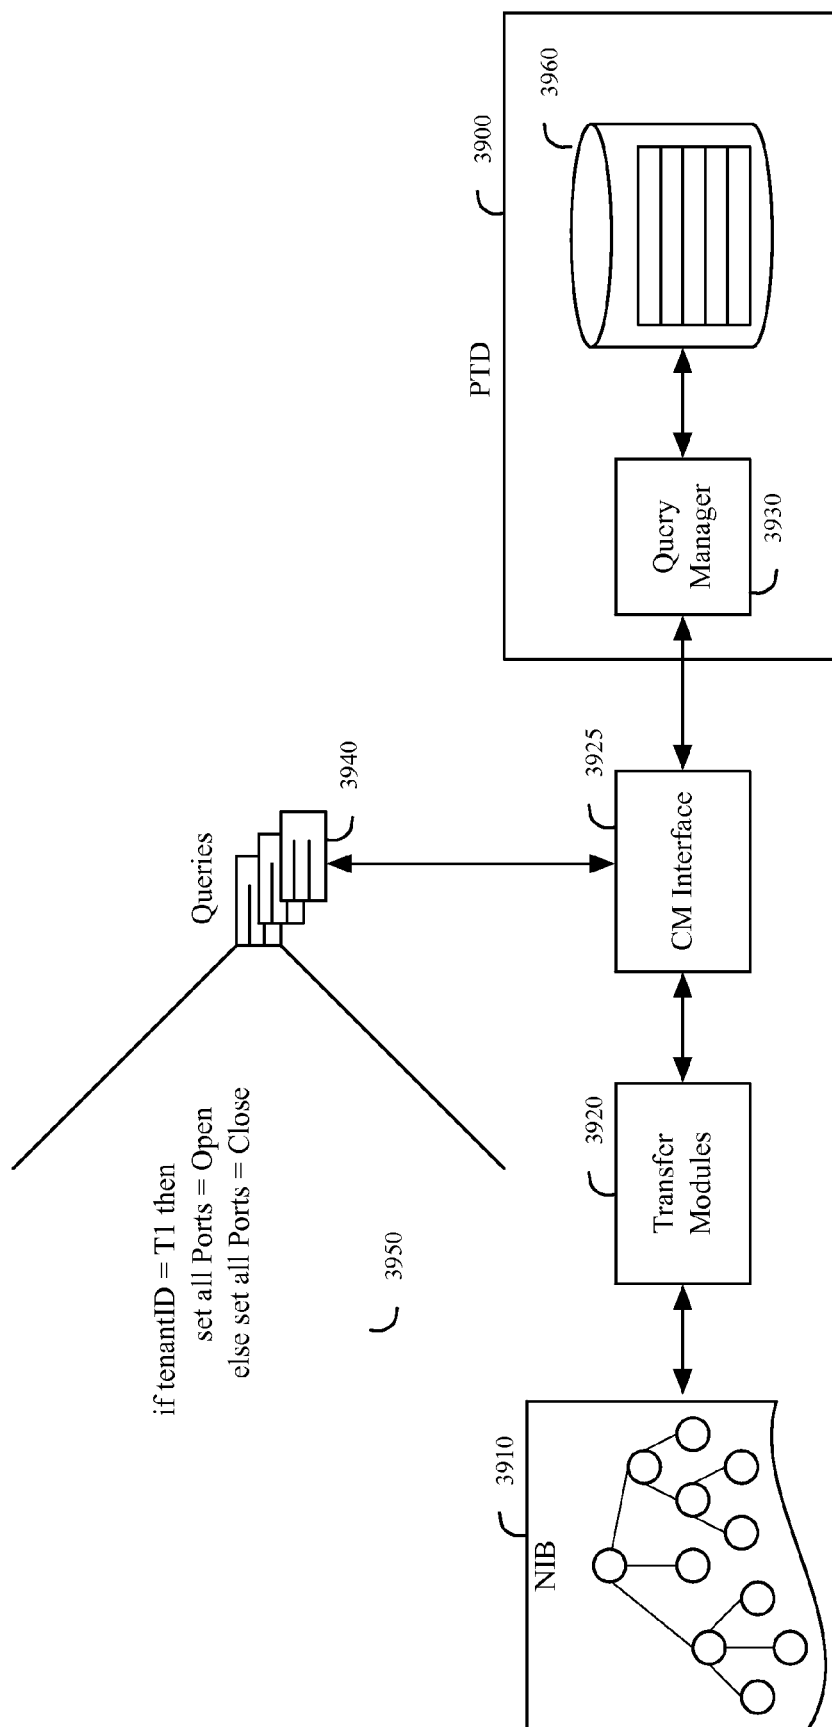 if tenantID = T1 then
set all Ports = Open
else set all Ports = Close
3950
Queries
3940
NIB
3910
Transfer
Modules
3920
CM Interface
3925
PTD
3900
Query
Manager
3930
3960